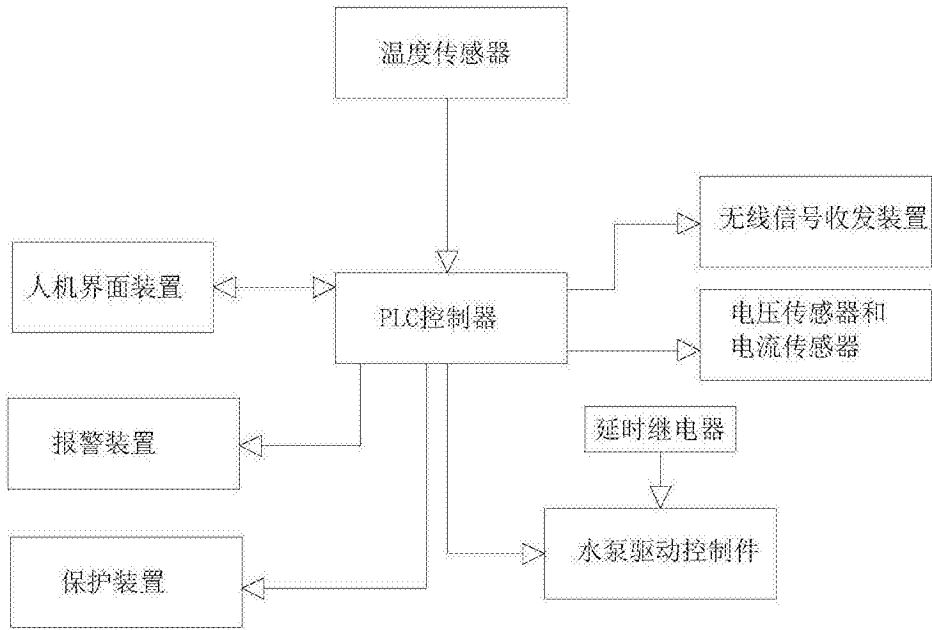 温度传感器
无线信号收发装置
人机界面装置
PLC控制器
电压传感器和
电流传感器
报警装置
延时继电器
水泵驱动控制件
保护装置